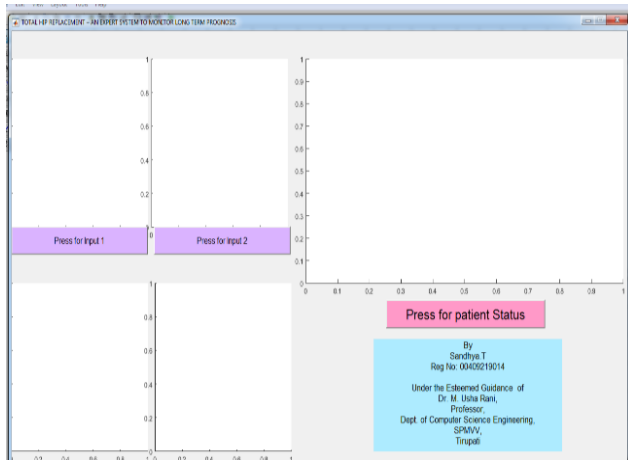 TOTAL HIP REPLACEMENT – AN EXPERT SYSTEM TO MONITOR LONG TERM PROGNOSIS
1
0.8
0.6
0.4
0.2
0
1
0.9
0.8
0.7
0.6
0.5
0.4
0.3
0.2
0.1
0
0 0.1 0.2 0.3 0.4 0.5 0.6 0.7 0.8 0.9 1
Press for Input 1
Press for Input 2
Press for patient Status
1
0.8
0.6
0.4
0.2
0
0.2 0.4 0.6 0.8 1 0.2 0.4 0.6 0.8 1
By
Sandhya.T
Reg No: 00409219014
Under the Esteemed Guidance of
Dr. M. Usha Rani,
Professor,
Dept. of Computer Science Engineering,
SPMVV,
Tirupati